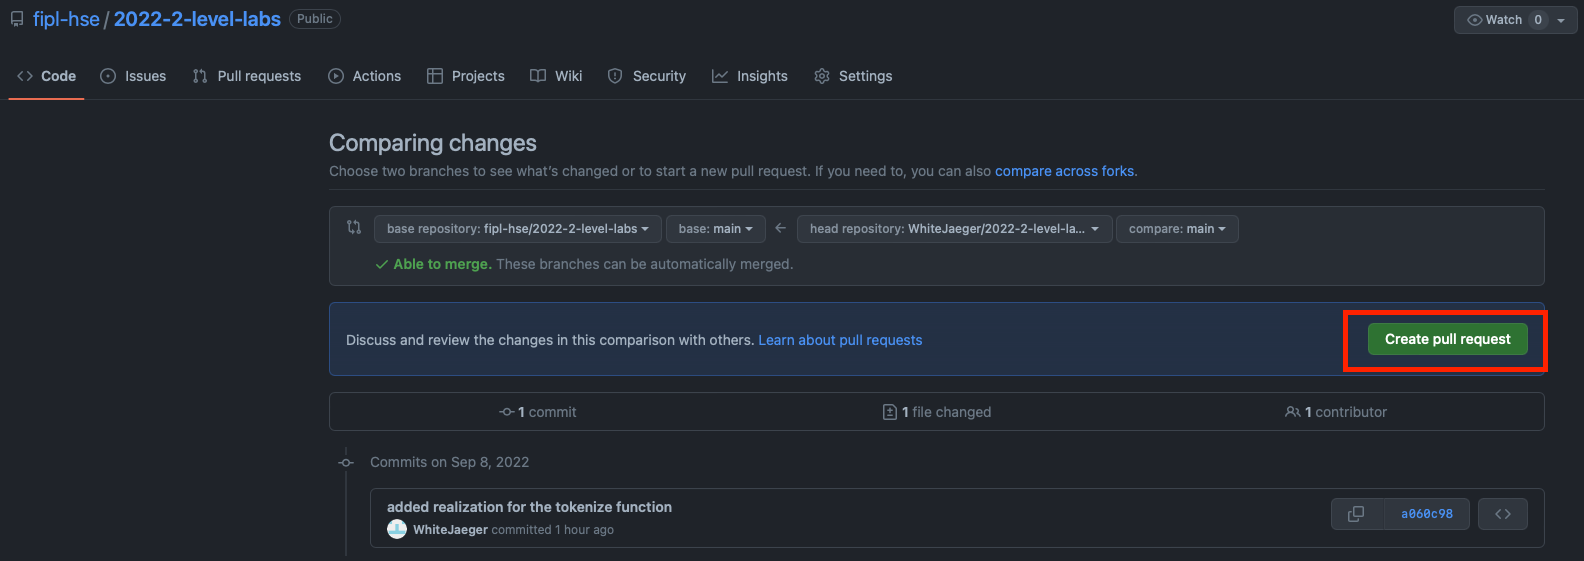 fipl-hse / 2022-2-level-labs Public Watch 0
Code Issues Pull requests Actions Projects Wiki Security Insights Settings
Comparing changes
Choose two branches to see what's changed or to start a new pull request. If you need to, you can also compare across forks.
base repository: fipl-hse/2022-2-level-labs base: main ← head repository: WhiteJaeger/2022-2-level-la... compare: main
Able to merge. These branches can be automatically merged.
Discuss and review the changes in this comparison with others. Learn about pull requests Create pull request
1 commit 1 file changed 1 contributor
Commits on Sep 8, 2022
added realization for the tokenize function
WhiteJaeger committed 1 hour ago a060c98